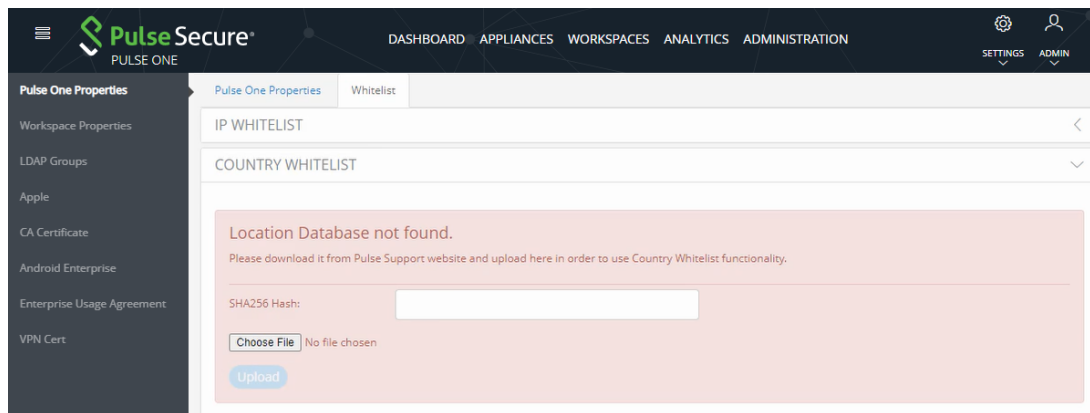 Pulse Secure
PULSE ONE
DASHBOARD APPLIANCES WORKSPACES ANALYTICS ADMINISTRATION
SETTINGS ADMIN
Pulse One Properties
Workspace Properties
LDAP Groups
Apple
CA Certificate
Android Enterprise
Enterprise Usage Agreement
VPN Cert
Pulse One Properties Whitelist
IP WHITELIST
COUNTRY WHITELIST
Location Database not found.
Please download it from Pulse Support website and upload here in order to use Country Whitelist functionality.
SHA256 Hash:
Choose File No file chosen
Upload